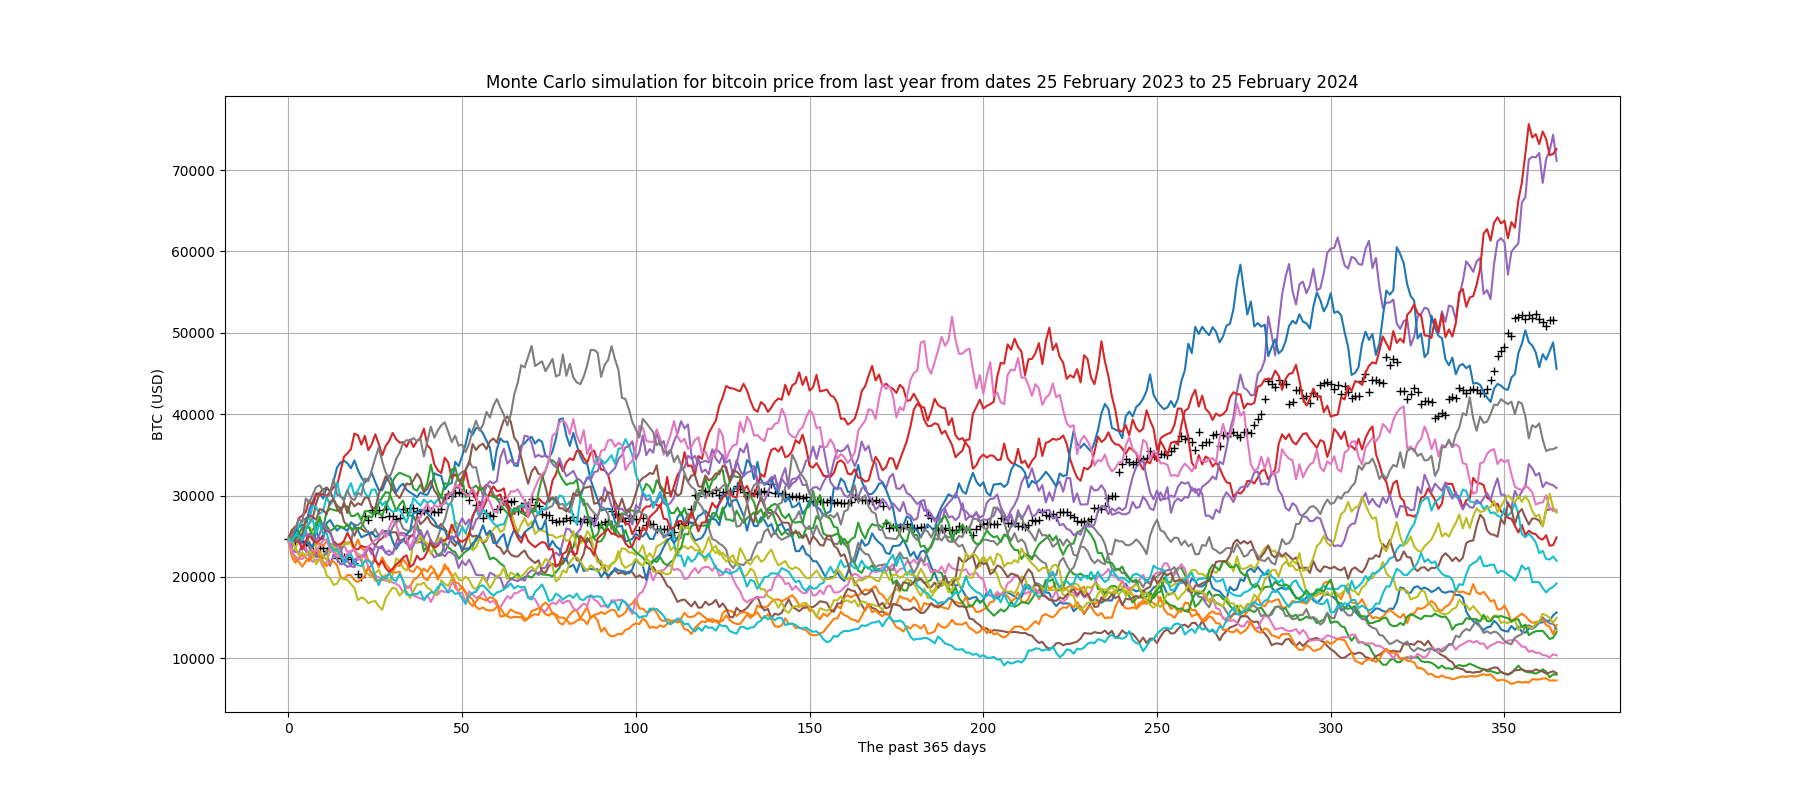 Monte Carlo simulation for bitcoin price from last year from dates 25 February 2023 to 25 February 2024
70000
60000
50000
40000
30000
20000
10000
BTC (USD)
0 50 100 150 200 250 300 350
The past 365 days